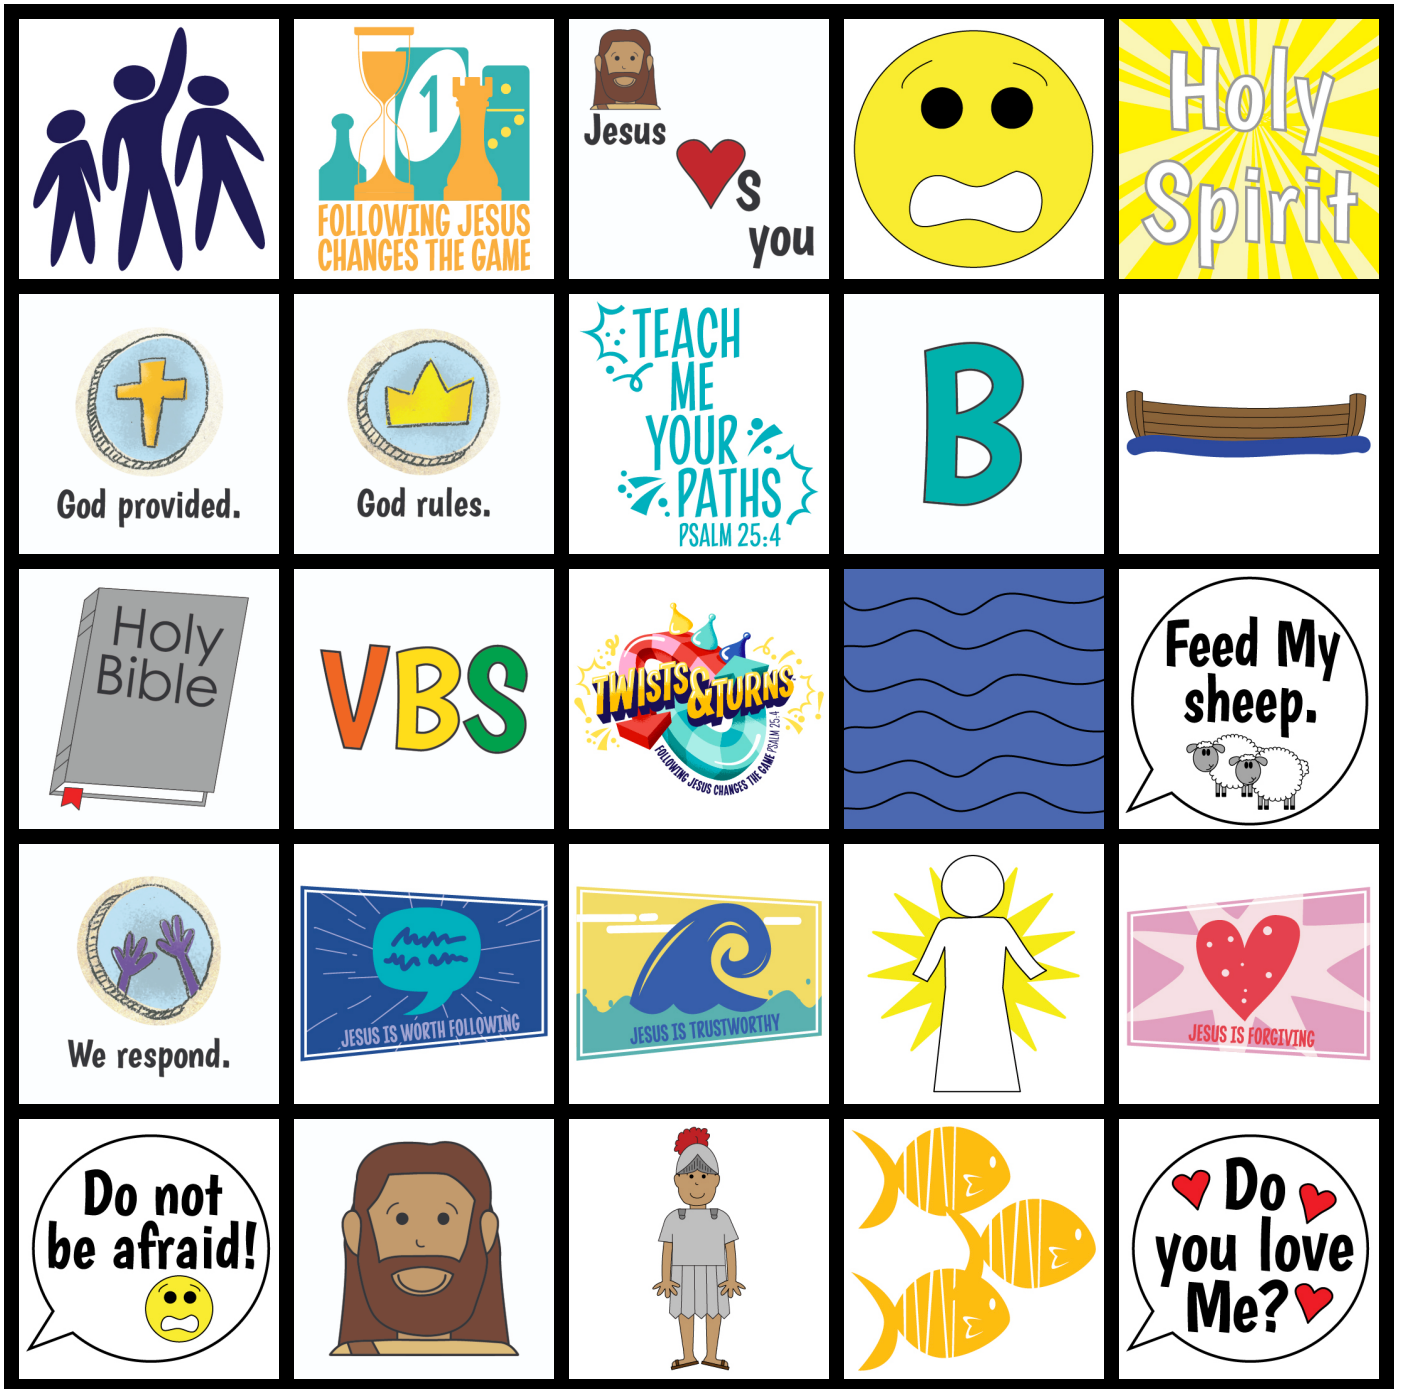 1
FOLLOWING JESUS
CHANGES THE GAME
Jesus
s
you
Holy
Spirit
God provided.
God rules.
TEACH
ME
YOUR
PATHS
PSALM 25:4
B
Holy
Bible
VBS
TWISTS&TURNS
FOLLOWING JESUS CHANGES THE GAME PSALM 25:4
Feed My
sheep.
We respond.
JESUS IS WORTH FOLLOWING
JESUS IS TRUSTWORTHY
JESUS IS FORGIVING
Do not
be afraid!
Do
you love
Me?